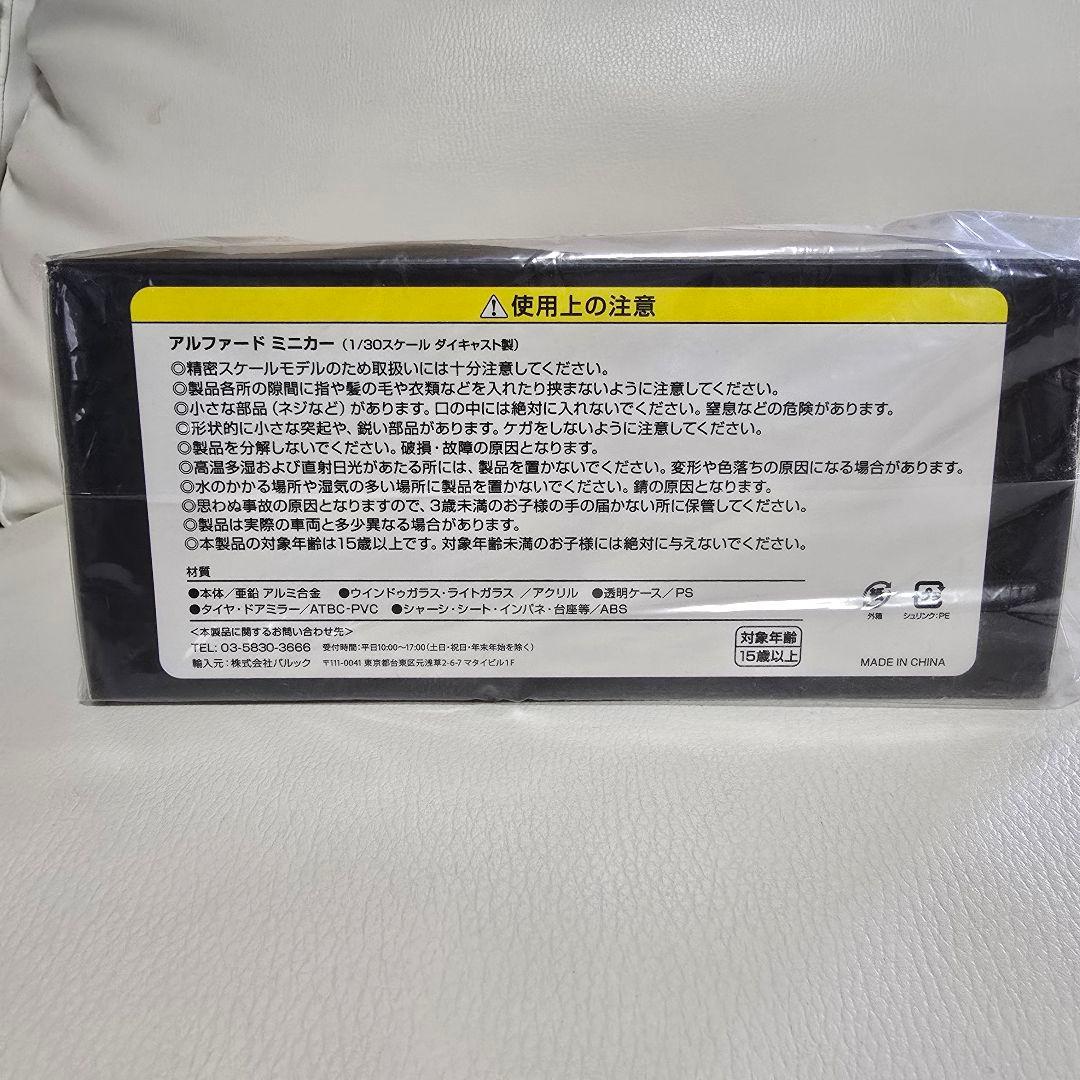 ⚠使用上の注意
アルファード ミニカー（1/30スケール ダイキャスト製）
◎精密スケールモデルのため取扱いには十分注意してください。
◎製品各所の隙間に指や髪の毛や衣類などを入れたり挟まないように注意してください。
◎小さな部品（ネジなど）があります。口の中には絶対に入れないでください。窒息などの危険があります。
◎形状的に小さな突起や、鋭い部品があります。ケガをしないように注意してください。
◎製品を分解しないでください。破損・故障の原因となります。
◎高温多湿および直射日光があたる所には、製品を置かないでください。変形や色落ちの原因になる場合があります。
◎水のかかる場所や湿気の多い場所に製品を置かないでください。錆の原因となります。
◎思わぬ事故の原因となりますので、3歳未満のお子様の手の届かない所に保管してください。
◎製品は実際の車両と多少異なる場合があります。
◎本製品の対象年齢は15歳以上です。対象年齢未満のお子様には絶対に与えないでください。
材質
●本体／亜鉛 アルミ合金 ●ウインドゥガラス・ライトガラス ／アクリル ●透明ケース／PS
●タイヤ・ドアミラー／ATBC-PVC ●シャーシ・シート・インパネ・台座等／ABS
紙 プラ
外箱 シュリンク:PE
＜本製品に関するお問い合わせ先＞
TEL: 03-5830-3666 受付時間：平日10:00〜17:00（土日・祝日・年末年始を除く）
輸入元：株式会社パルック 〒111-0041 東京都台東区元浅草2-6-7 マタイビル1F
対象年齢
15歳以上
MADE IN CHINA